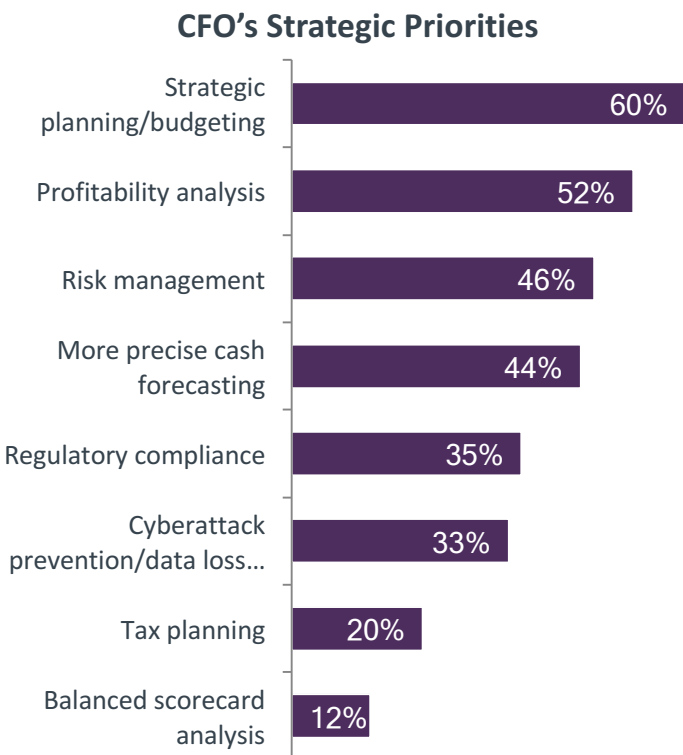 CFO’s Strategic Priorities
Strategic
planning/budgeting
60%
Profitability analysis
52%
Risk management
46%
More precise cash
forecasting
44%
Regulatory compliance
35%
Cyberattack
prevention/data loss…
33%
Tax planning
20%
Balanced scorecard
analysis
12%